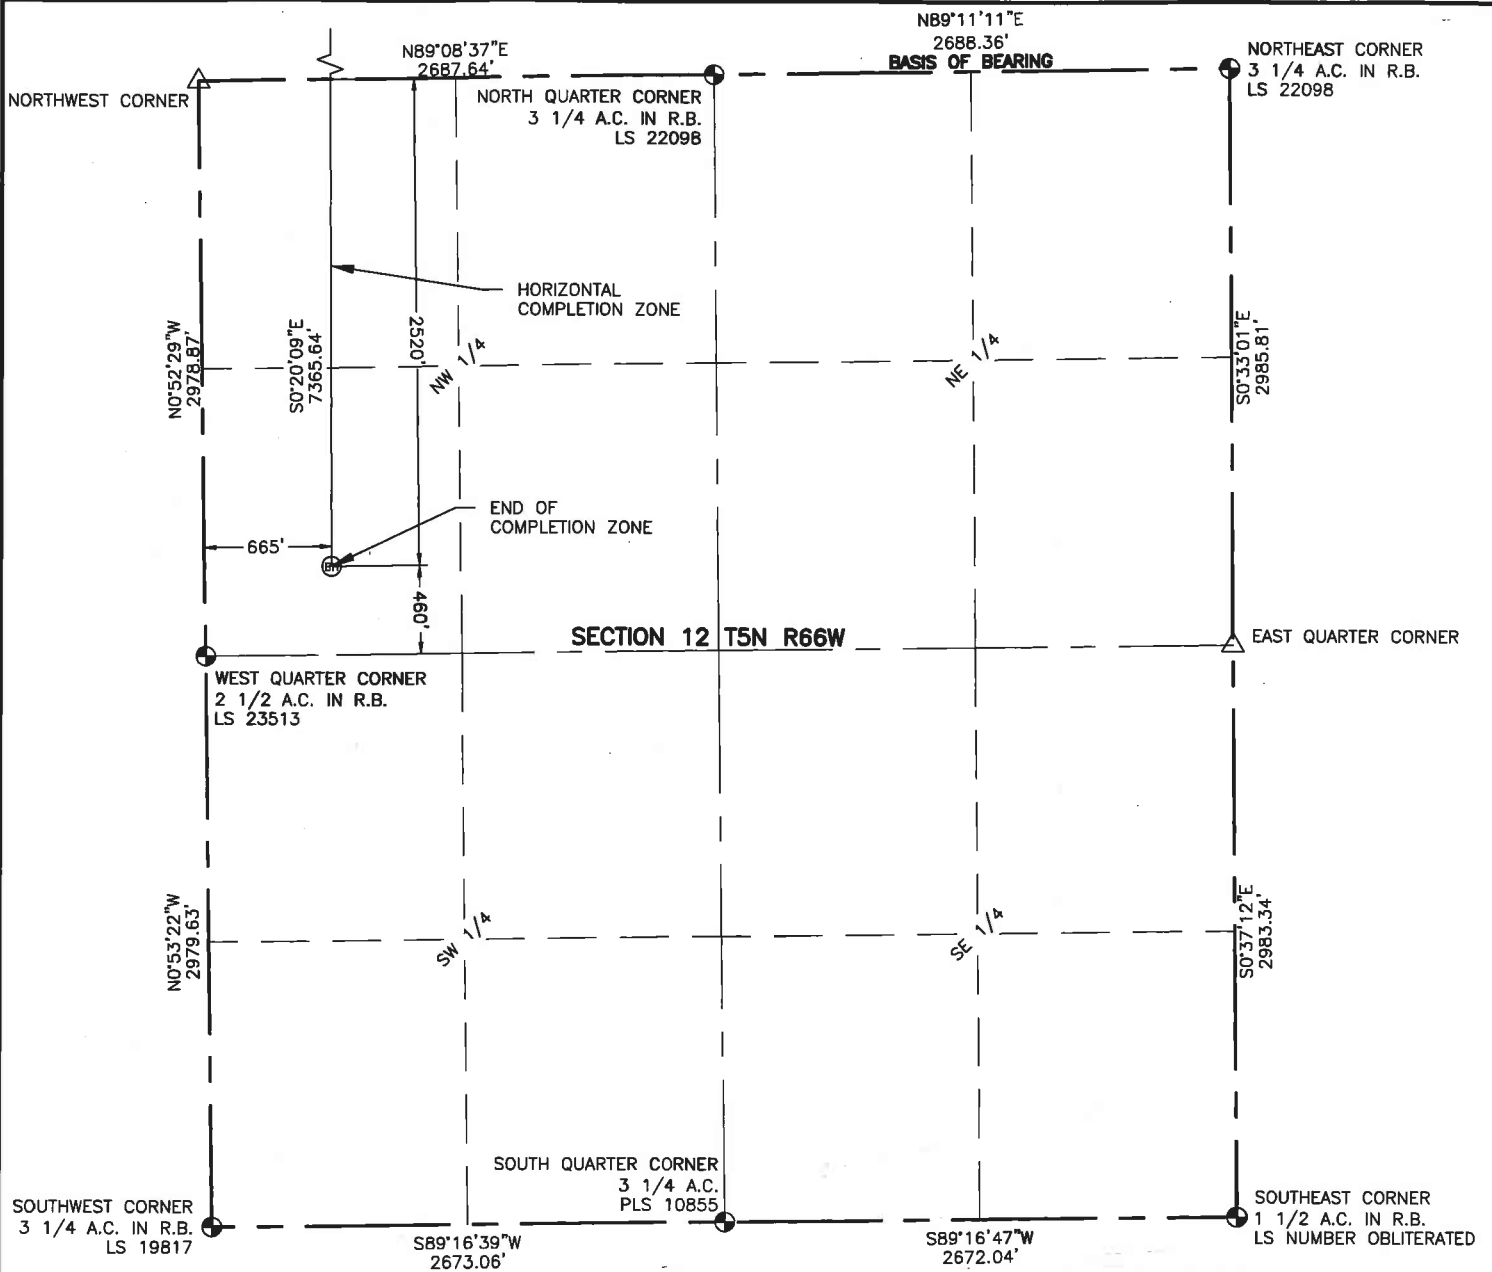 N89°11'11"E
2688.36'
BASIS OF BEARING
N89°08'37"E
2687.64'
NORTHEAST CORNER
3 1/4 A.C. IN R.B.
LS 22098
NORTHWEST CORNER
NORTH QUARTER CORNER
3 1/4 A.C. IN R.B.
LS 22098
HORIZONTAL
COMPLETION ZONE
N0°52'29"W
2978.87'
S0°20'09"E
7365.64'
2520'
NW 1/4
NE 1/4
S0°33'01"E
2985.81'
END OF
COMPLETION ZONE
665'
BH
460'
SECTION 12 T5N R66W
EAST QUARTER CORNER
WEST QUARTER CORNER
2 1/2 A.C. IN R.B.
LS 23513
N0°53'22"W
2979.63'
SW 1/4
SE 1/4
S0°37'12"E
2983.34'
SOUTH QUARTER CORNER
3 1/4 A.C.
PLS 10855
SOUTHWEST CORNER
3 1/4 A.C. IN R.B.
LS 19817
SOUTHEAST CORNER
1 1/2 A.C. IN R.B.
LS NUMBER OBLITERATED
S89°16'39"W
2673.06'
S89°16'47"W
2672.04'